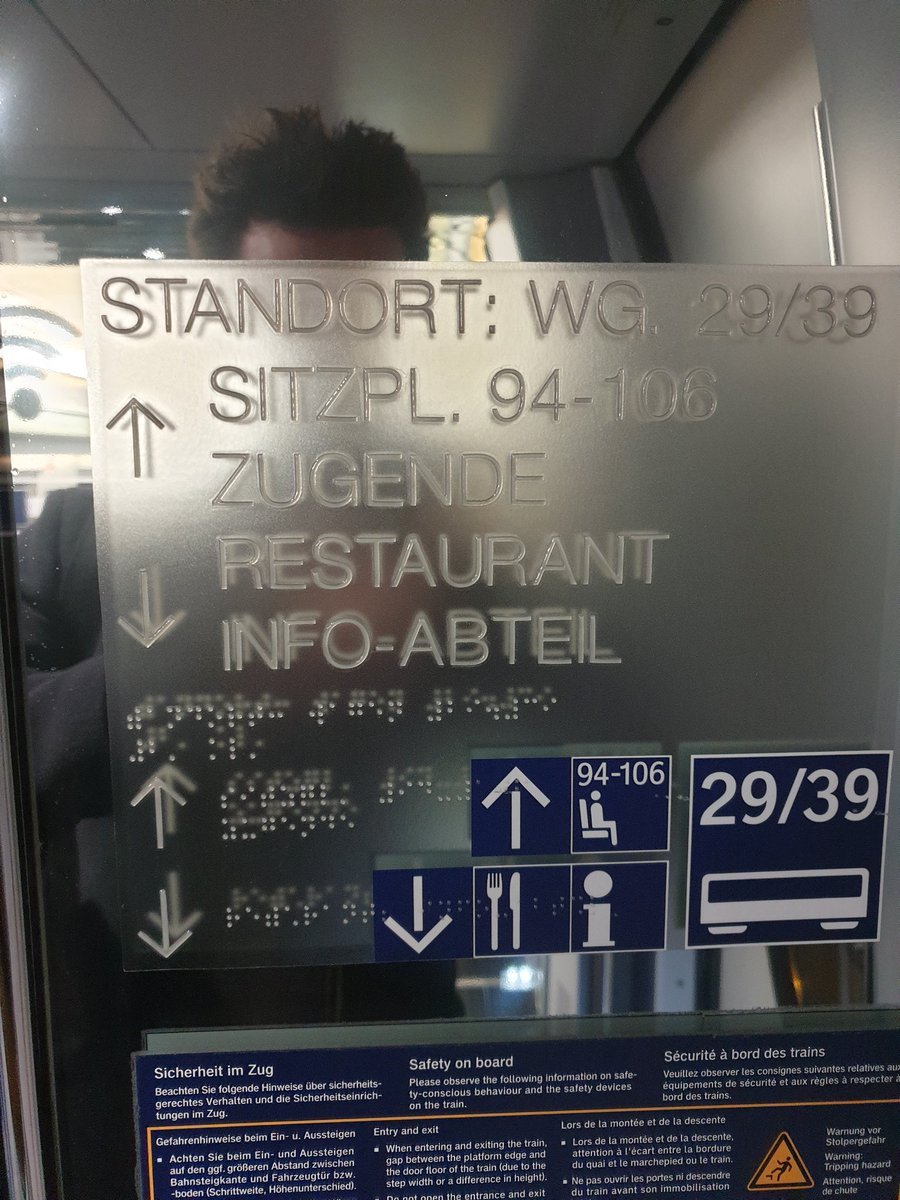 STANDORT: WG. 29/39
↑ SITZPL. 94-106
ZUGENDE
↓ RESTAURANT
INFO-ABTEIL
94-106
29/39
Sicherheit im Zug
Beachten Sie folgende Hinweise über sicherheits-
gerechtes Verhalten und die Sicherheitseinrich-
tungen im Zug.
Safety on board
Please observe the following information on safe-
ty-conscious behaviour and the safety devices
on the train.
Sécurité à bord des trains
Veuillez observer les consignes suivantes relatives aux
équipements de sécurité et aux règles à respecter à
bord des trains.
Gefahrenhinweise beim Ein- u. Aussteigen
▪ Achten Sie beim Ein- und Aussteigen
auf den ggf. größeren Abstand zwischen
Bahnsteigkante und Fahrzeugtür bzw.
-boden (Schrittweite, Höhenunterschied).
Entry and exit
▪ When entering and exiting the train,
gap between the platform edge and
the door floor of the train (due to the
step width or a difference in height).
▪ Do not open the entrance and exit
Lors de la montée et de la descente
▪ Lors de la montée et de la descente,
attention à l'écart entre la bordure
du quai et le marchepied ou le train.
▪ Ne pas ouvrir les portes ni descendre
du train avant son immobilisation
Warnung vor
Stolpergefahr
Warning:
Tripping hazard
Attention, risque
de chute